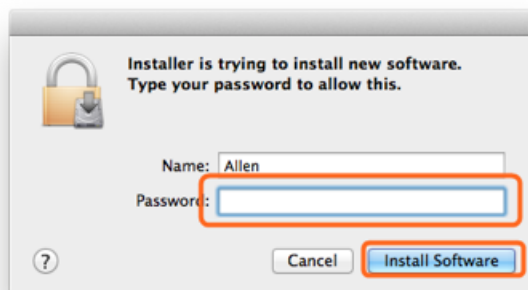 Installer is trying to install new software.
Type your password to allow this.
Name: Allen
Password:
? Cancel Install Software